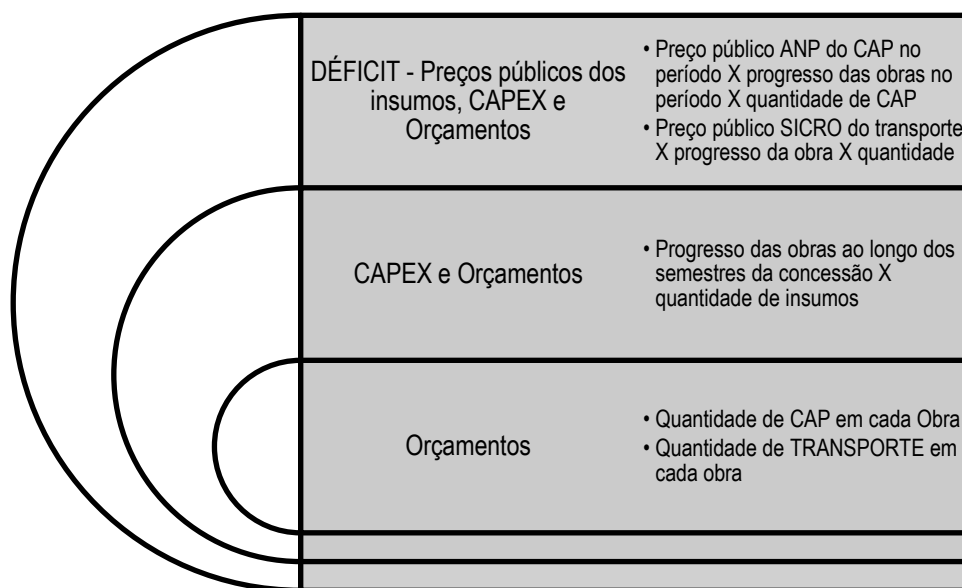 DÉFICIT - Preços públicos dos
insumos, CAPEX e
Orçamentos
• Preço público ANP do CAP no
período X progresso das obras no
período X quantidade de CAP
• Preço público SICRO do transporte
X progresso da obra X quantidade
CAPEX e Orçamentos
• Progresso das obras ao longo dos
semestres da concessão X
quantidade de insumos
Orçamentos
• Quantidade de CAP em cada Obra
• Quantidade de TRANSPORTE em
cada obra